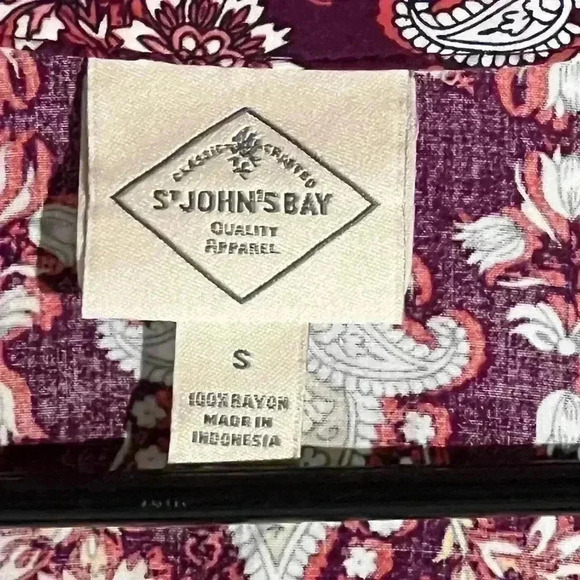 CLASSIC CRAFTED
ST JOHN'S BAY
QUALITY
APPAREL
S
100% RAYON
MADE IN
INDONESIA